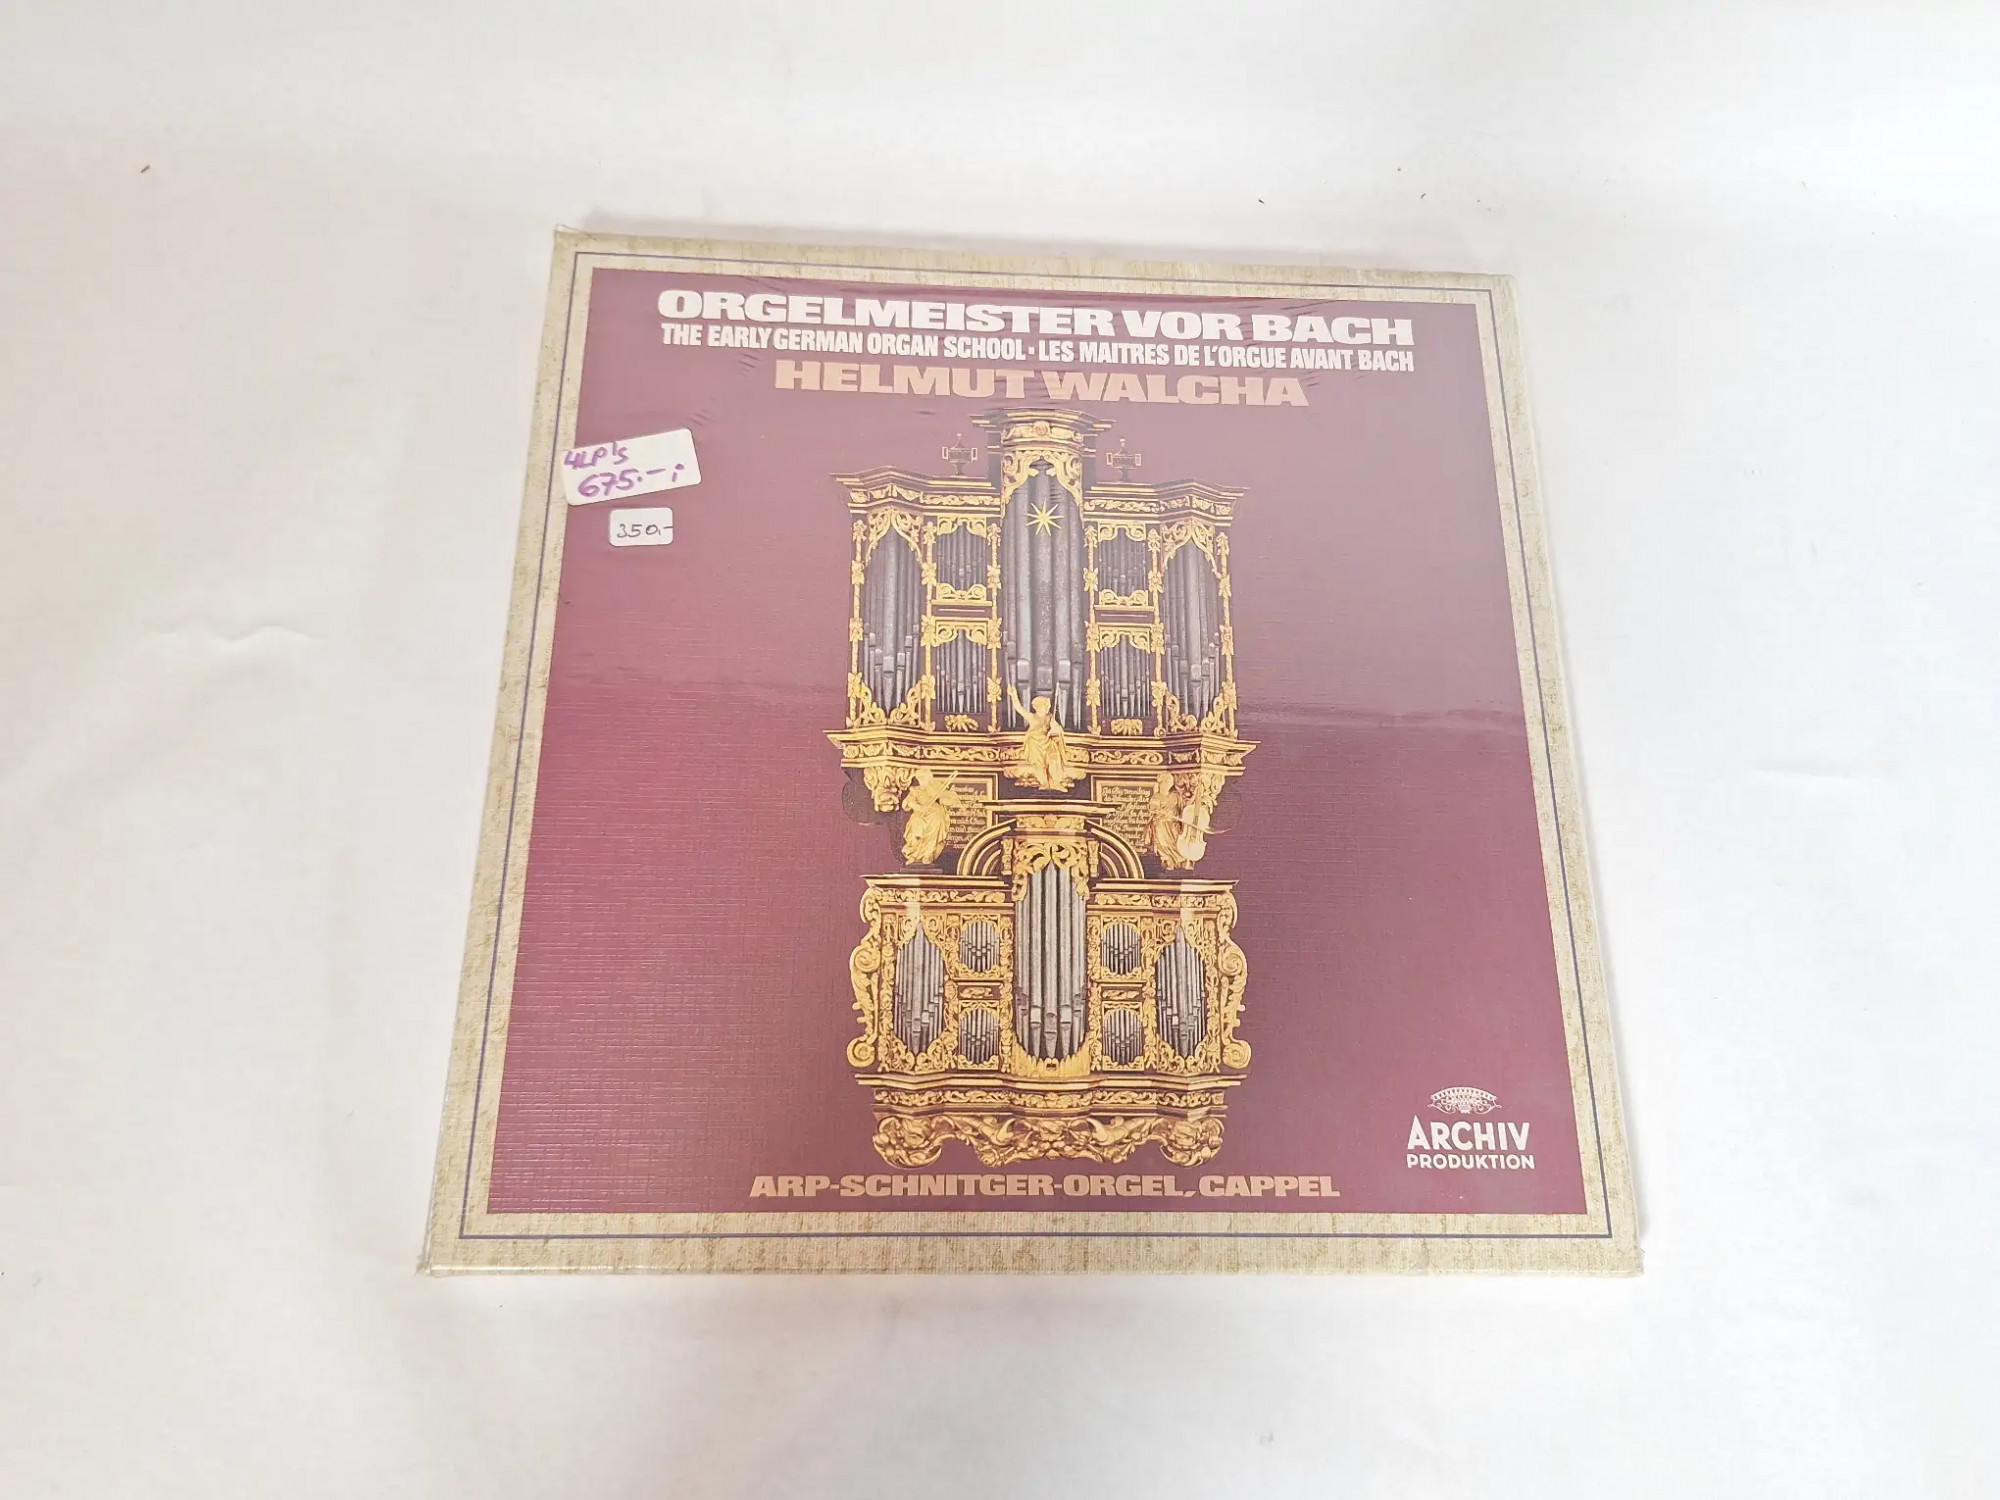 ORGELMEISTER VOR BACH
THE EARLY GERMAN ORGAN SCHOOL · LES MAITRES DE L'ORGUE AVANT BACH
HELMUT WALCHA
4LP's
675.-;
350,-
ARCHIV
PRODUKTION
ARP-SCHNITGER-ORGEL, CAPPEL